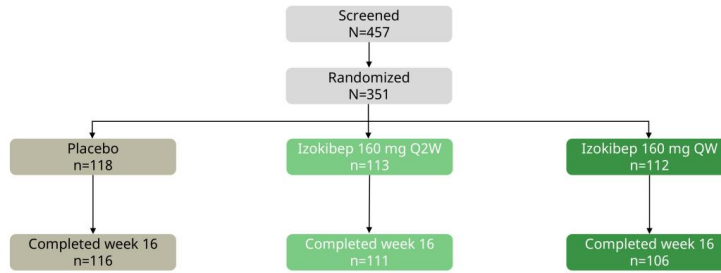 Screened
N=457
Randomized
N=351
Placebo
n=118
Izokibep 160 mg Q2W
n=113
Izokibep 160 mg QW
n=112
Completed week 16
n=116
Completed week 16
n=111
Completed week 16
n=106